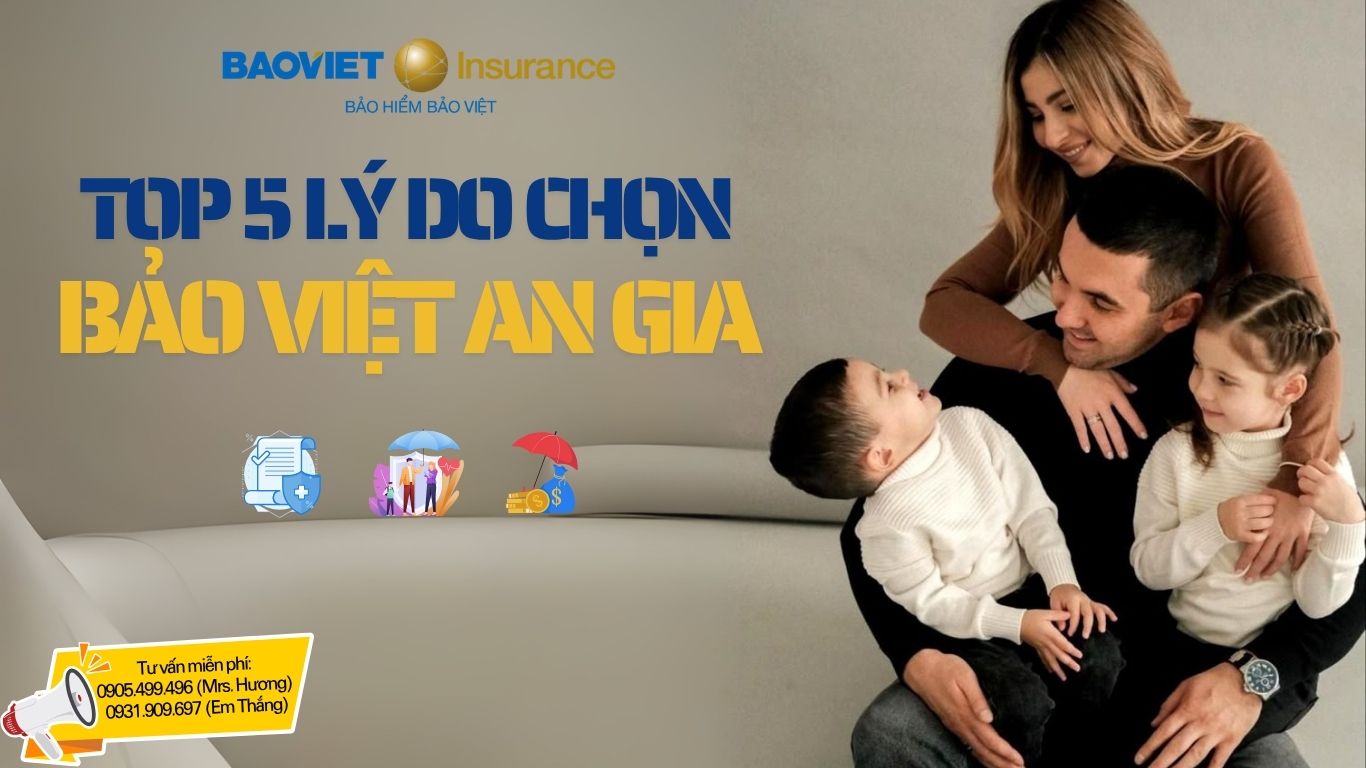 BAOVIET Insurance
BẢO HIỂM BẢO VIỆT
TOP 5 LÝ DO CHỌN
BẢO VIỆT AN GIA
Tư vấn miễn phí:
0905.499.496 (Mrs. Hương)
0931.909.697 (Em Thắng)